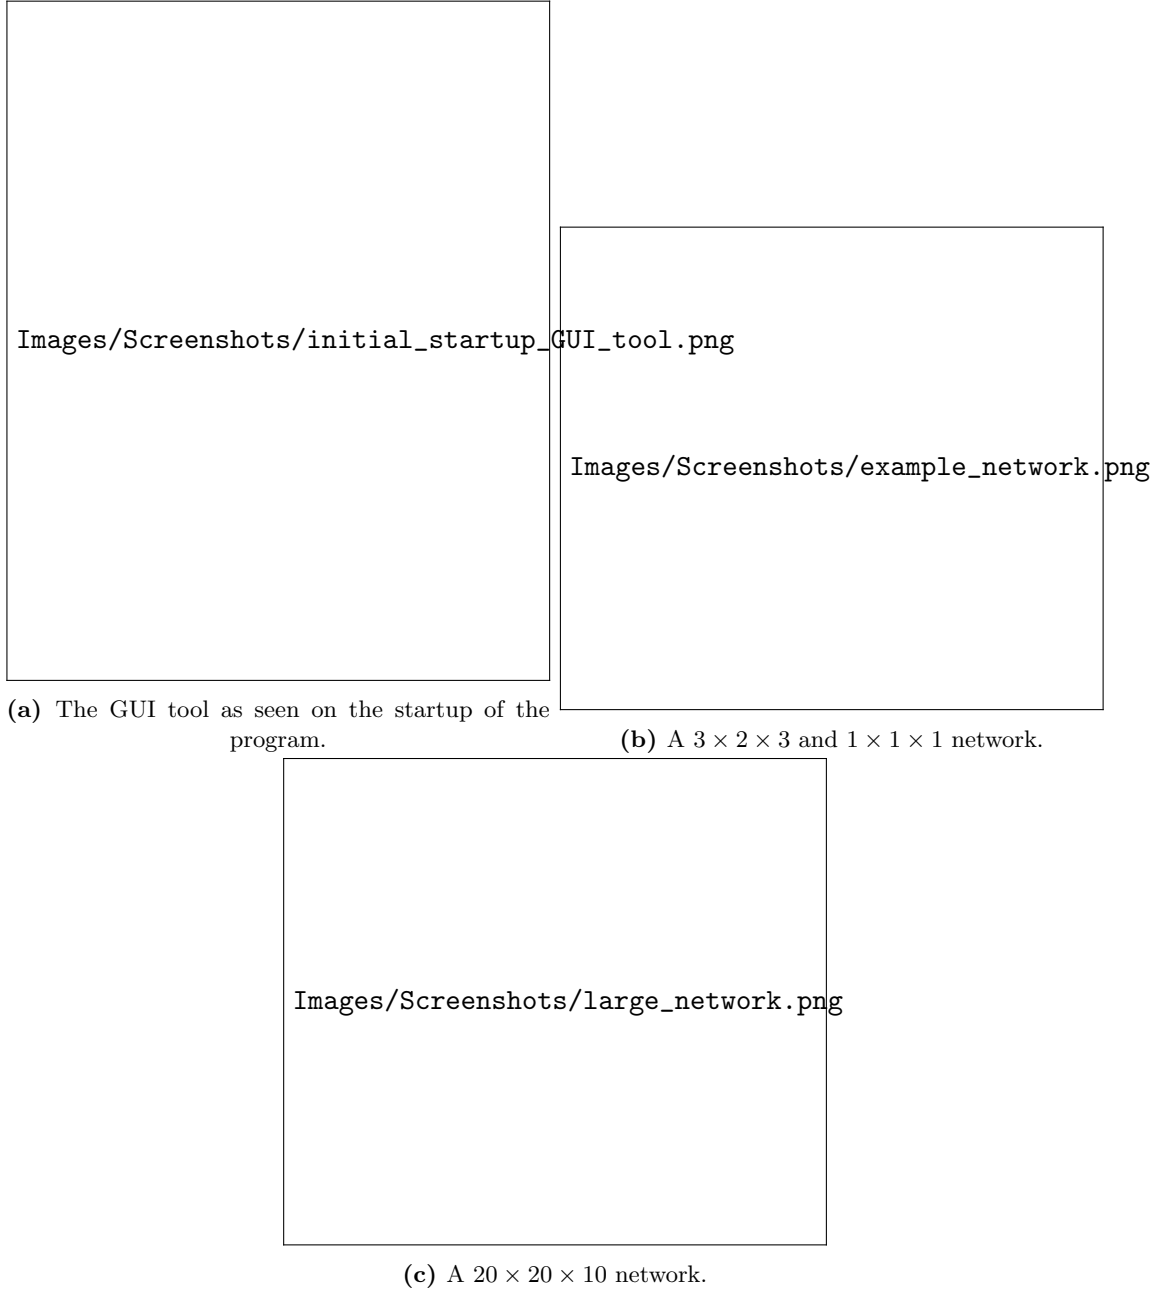 Images/Screenshots/initial_startup_GUI_tool.png
(a) The GUI tool as seen on the startup of the
program.
Images/Screenshots/example_network.png
(b) A 3 × 2 × 3 and 1 × 1 × 1 network.
Images/Screenshots/large_network.png
(c) A 20 × 20 × 10 network.